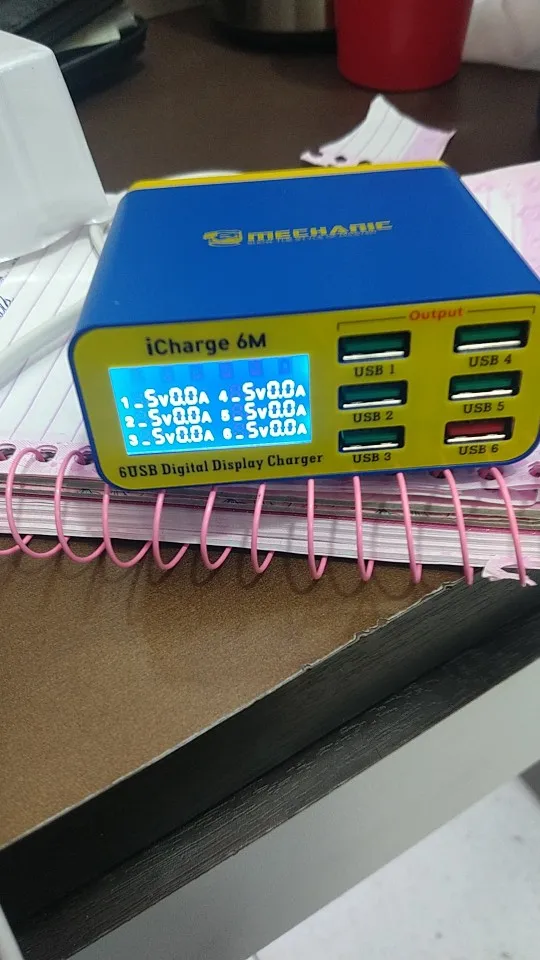 MECHANIC
iCharge 6M
1-5v0.0A 4-5v0.0A
2-5v0.0A 5-5v0.0A
3-5v0.0A 6-5v0.0A
6USB Digital Display Charger
Output
USB 1
USB 4
USB 2
USB 5
USB 3
USB 6